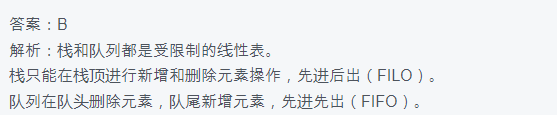 答案：B
解析：栈和队列都是受限制的线性表。
栈只能在栈顶进行新增和删除元素操作，先进后出（FILO）。
队列在队头删除元素，队尾新增元素，先进先出（FIFO）。